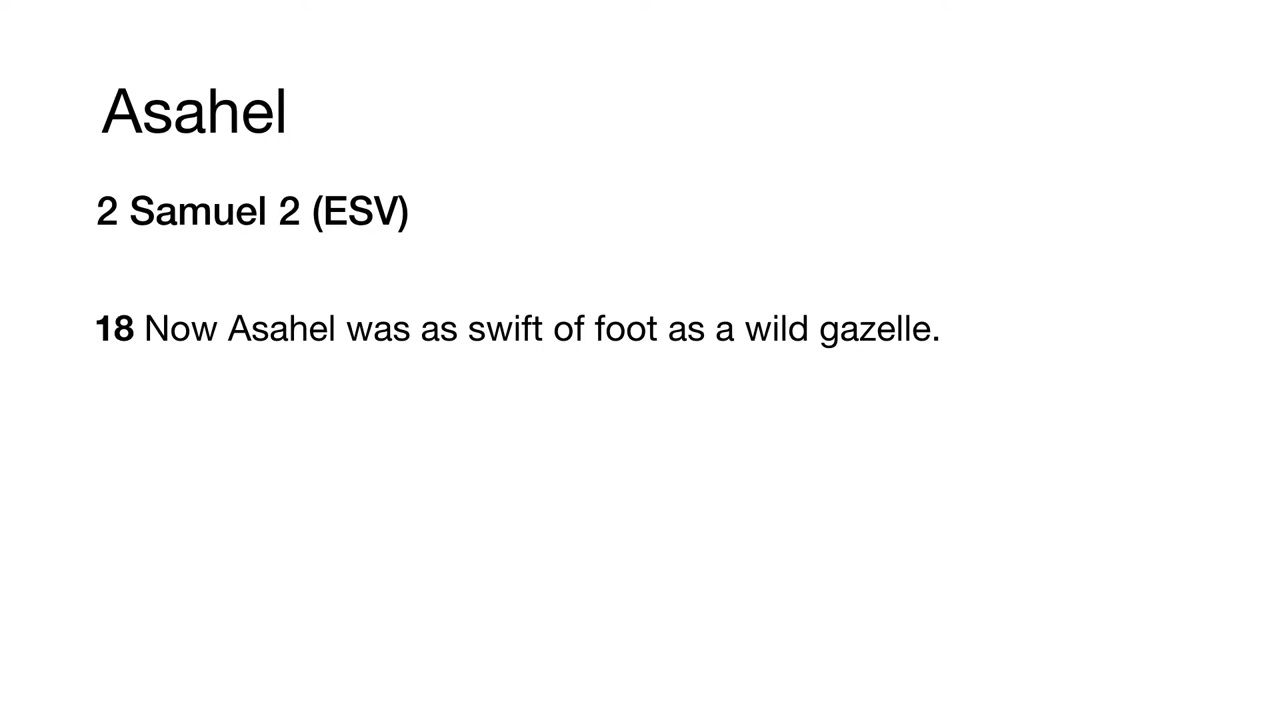 Asahel
2 Samuel 2 (ESV)
18 Now Asahel was as swift of foot as a wild gazelle.